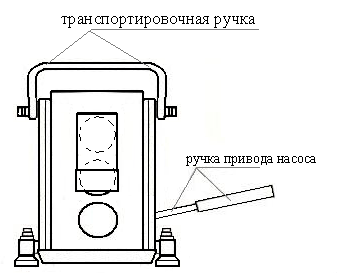 транспортировочная ручка
ручка привода насоса